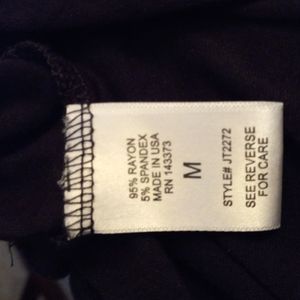 95% RAYON
5% SPANDEX
MADE IN USA
RN 143373
M
STYLE# JT2272
SEE REVERSE
FOR CARE